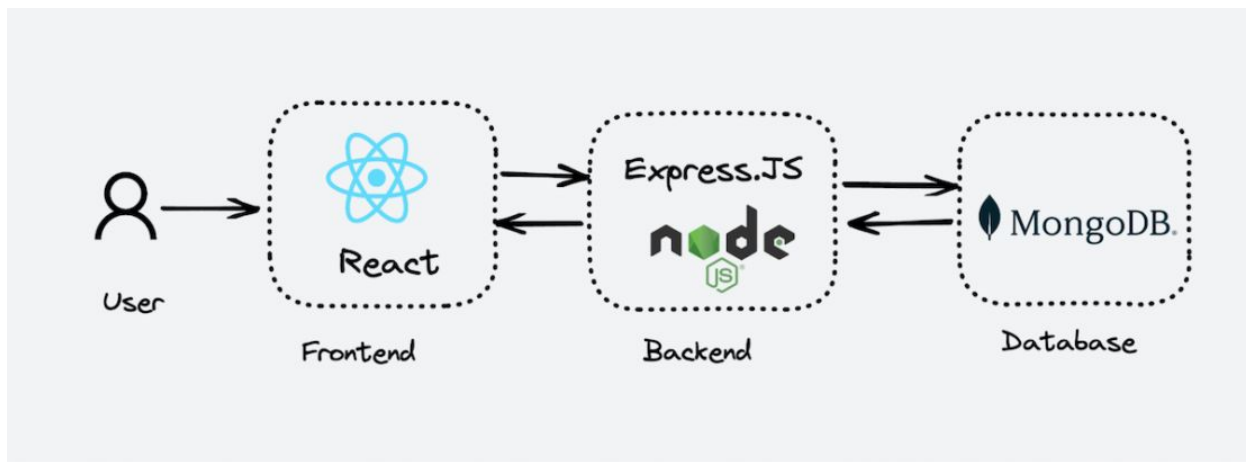 User
React
Frontend
Express.JS
node
JS
Backend
MongoDB.
Database